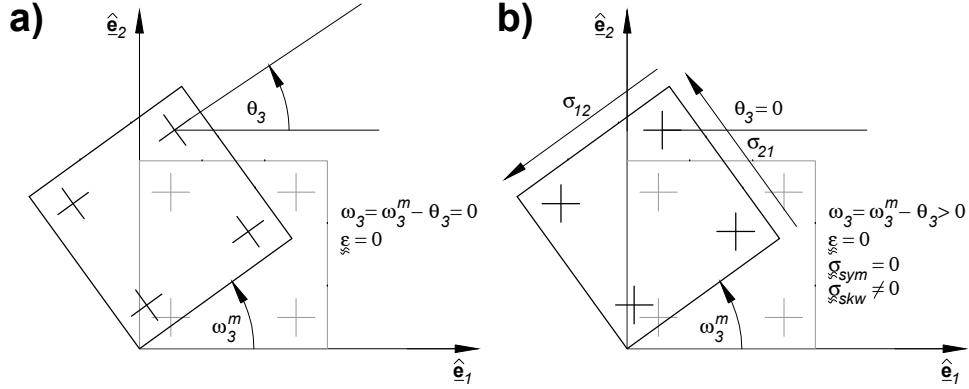 a)
ê₂
θ₃
ω₃ = ω₃ᵐ − θ₃ = 0
ε = 0
ω₃ᵐ
ê₁
b)
ê₂
σ₁₂
θ₃ = 0
σ₂₁
ω₃ = ω₃ᵐ − θ₃ > 0
ε = 0
σsym = 0
σskw ≠ 0
ω₃ᵐ
ê₁